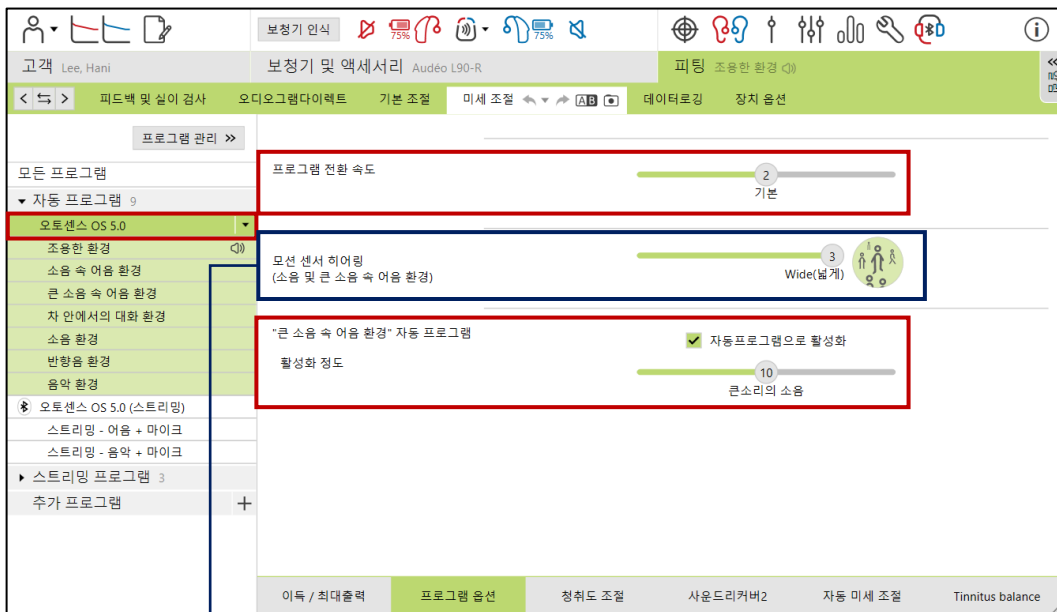 보청기 인식
75%
75%
고객 Lee, Hani
보청기 및 액세서리 Audéo L90-R
피팅 조용한 환경
피드백 및 실이 검사
오디오그램다이렉트
기본 조절
미세 조절
AB
데이터로깅
장치 옵션
프로그램 관리
모든 프로그램
자동 프로그램 9
오토센스 OS 5.0
조용한 환경
소음 속 어음 환경
큰 소음 속 어음 환경
차 안에서의 대화 환경
소음 환경
반향음 환경
음악 환경
오토센스 OS 5.0 (스트리밍)
스트리밍 - 어음 + 마이크
스트리밍 - 음악 + 마이크
스트리밍 프로그램 3
추가 프로그램
프로그램 전환 속도
2
기본
모션 센서 히어링
(소음 및 큰 소음 속 어음 환경)
3
Wide(넓게)
"큰 소음 속 어음 환경" 자동 프로그램
자동프로그램으로 활성화
활성화 정도
10
큰소리의 소음
이득 / 최대출력
프로그램 옵션
청취도 조절
사운드리커버2
자동 미세 조절
Tinnitus balance